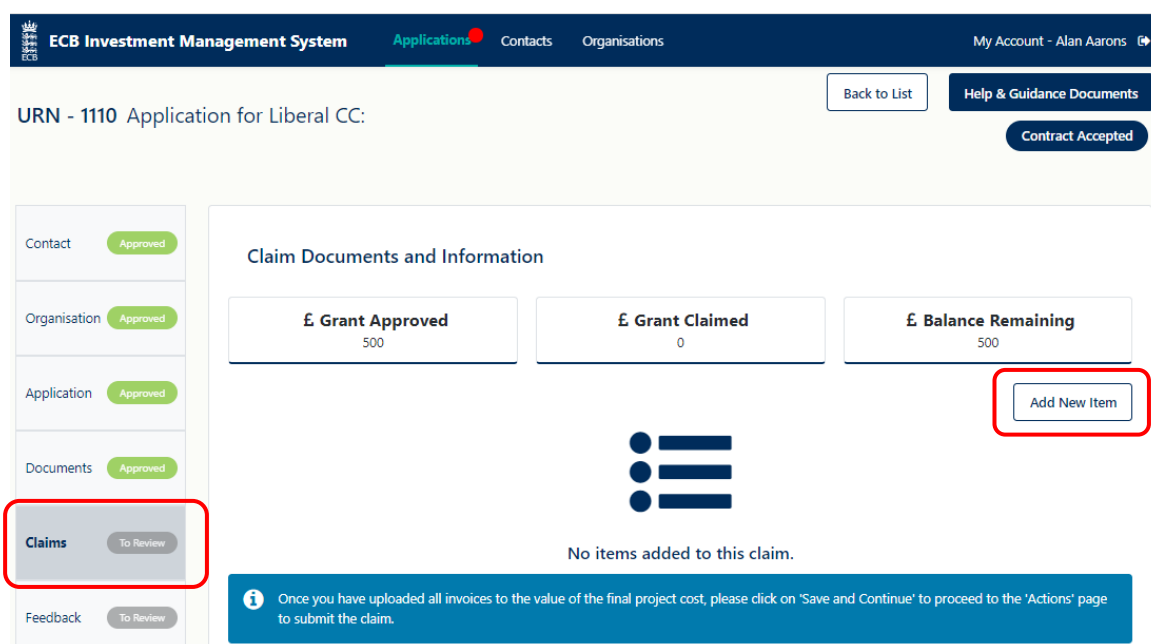 ECB
ECB Investment Management System
Applications
Contacts
Organisations
My Account - Alan Aarons
URN - 1110 Application for Liberal CC:
Back to List
Help & Guidance Documents
Contract Accepted
Contact Approved
Organisation Approved
Application Approved
Documents Approved
Claims To Review
Feedback To Review
Claim Documents and Information
£ Grant Approved
500
£ Grant Claimed
0
£ Balance Remaining
500
Add New Item
No items added to this claim.
Once you have uploaded all invoices to the value of the final project cost, please click on 'Save and Continue' to proceed to the 'Actions' page
to submit the claim.